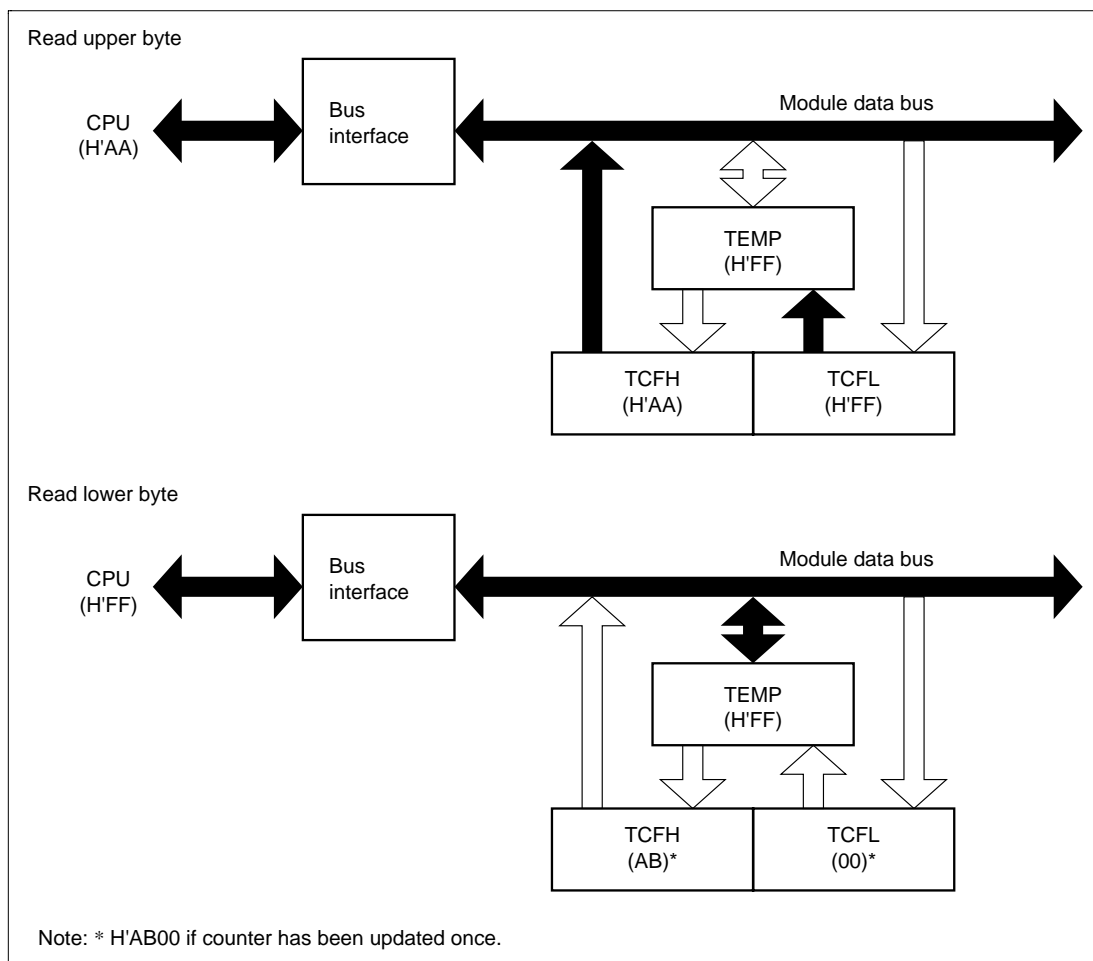 Read upper byte
CPU
(H'AA)
Bus
interface
Module data bus
TEMP
(H'FF)
TCFH
(H'AA)
TCFL
(H'FF)
Read lower byte
CPU
(H'FF)
Bus
interface
Module data bus
TEMP
(H'FF)
TCFH
(AB)*
TCFL
(00)*
Note: * H'AB00 if counter has been updated once.